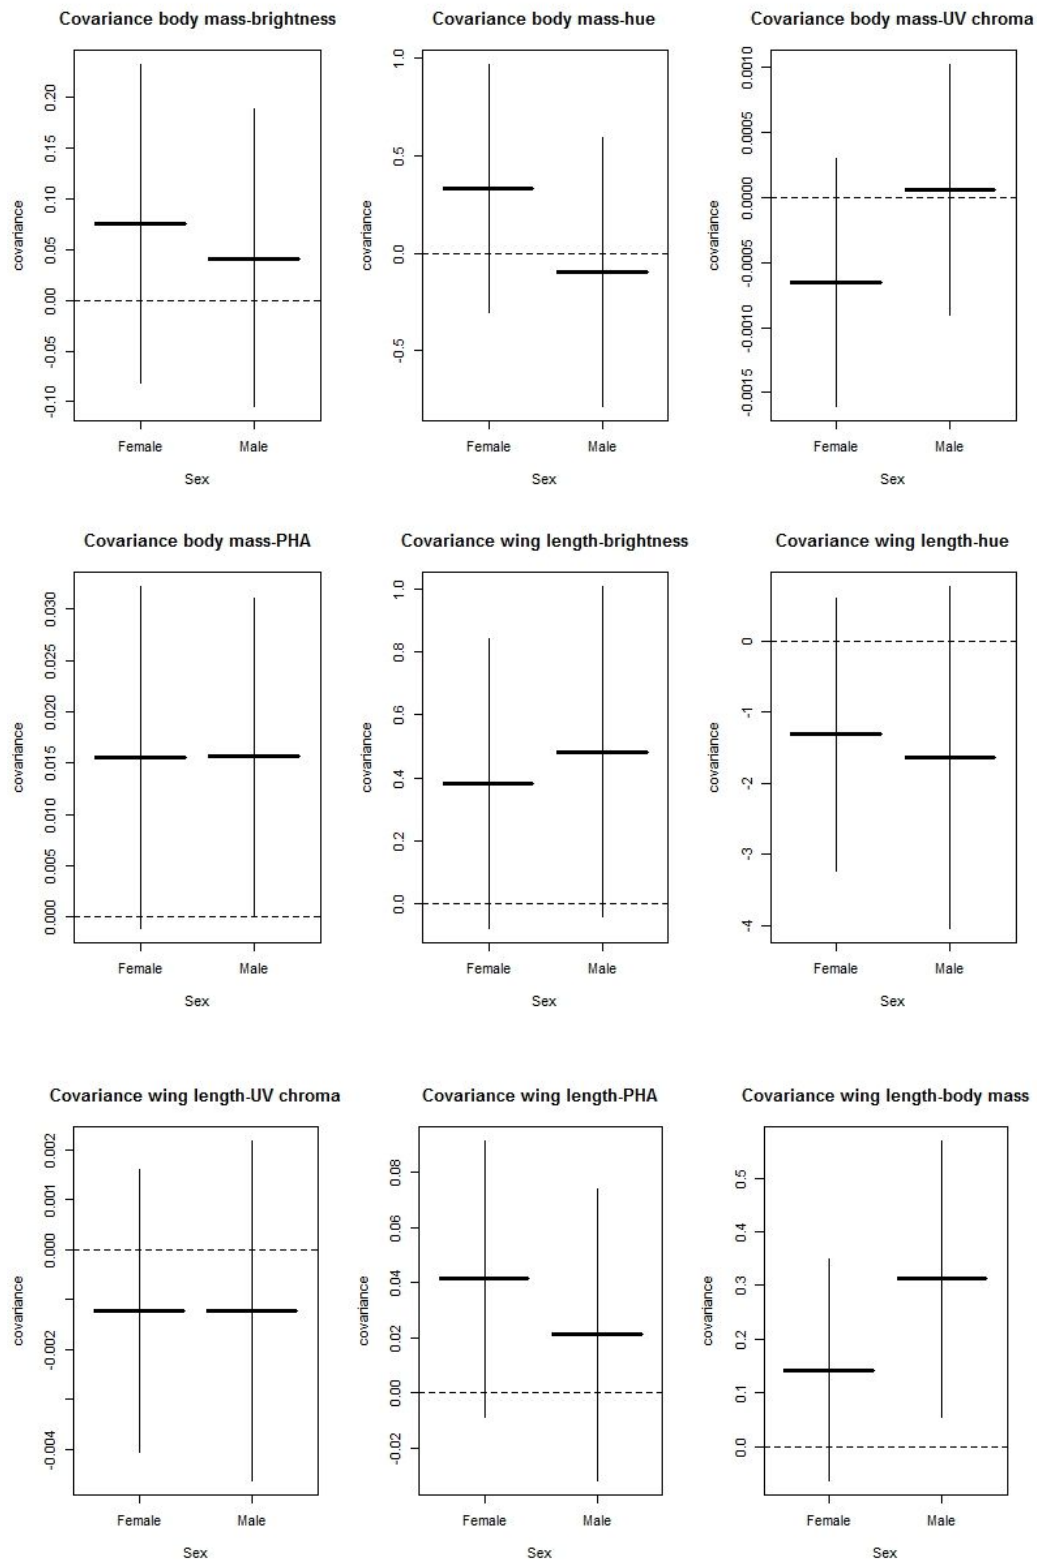 Covariance body mass-brightness
Covariance body mass-hue
Covariance body mass-UV chroma
covariance
0.20
0.15
0.10
0.05
0.00
-0.05
-0.10
Female
Male
Sex
covariance
1.0
0.5
0.0
-0.5
Female
Male
Sex
covariance
0.0010
0.0005
0.0000
-0.0005
-0.0010
-0.0015
Female
Male
Sex
Covariance body mass-PHA
Covariance wing length-brightness
Covariance wing length-hue
covariance
0.030
0.025
0.020
0.015
0.010
0.005
0.000
Female
Male
Sex
covariance
1.0
0.8
0.6
0.4
0.2
0.0
Female
Male
Sex
covariance
0
-1
-2
-3
-4
Female
Male
Sex
Covariance wing length-UV chroma
Covariance wing length-PHA
Covariance wing length-body mass
covariance
0.002
0.001
0.000
-0.002
-0.004
Female
Male
Sex
covariance
0.08
0.06
0.04
0.02
0.00
-0.02
Female
Male
Sex
covariance
0.5
0.4
0.3
0.2
0.1
0.0
Female
Male
Sex